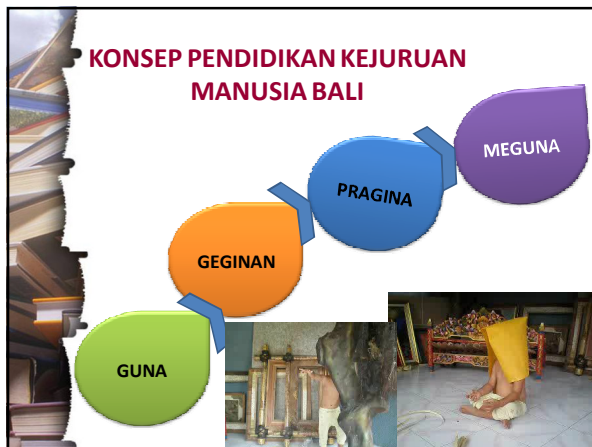 KONSEP PENDIDIKAN KEJURUAN
MANUSIA BALI
MEGUNA
PRAGINA
GEGINAN
GUNA